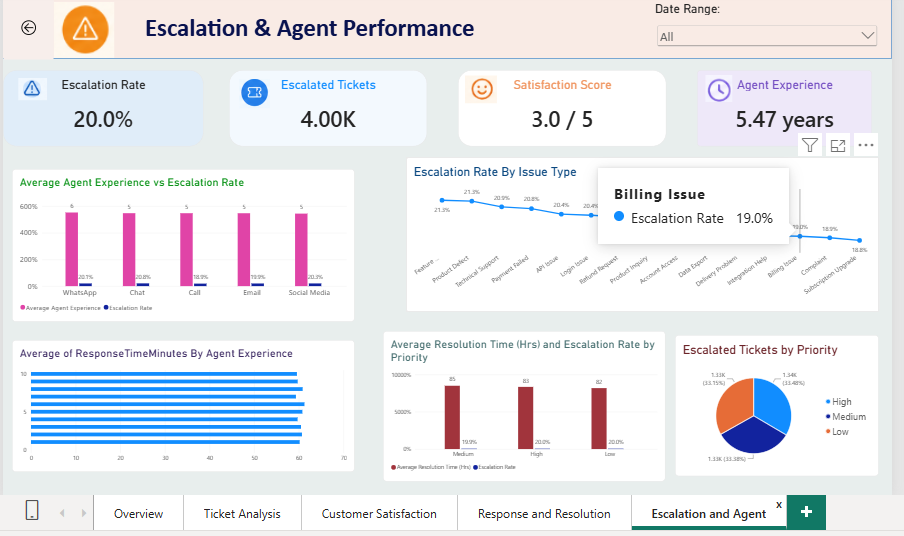 Escalation & Agent Performance
Date Range:
All
Escalation Rate
20.0%
Escalated Tickets
4.00K
Satisfaction Score
3.0 / 5
Agent Experience
5.47 years
Average Agent Experience vs Escalation Rate
600%
400%
200%
0%
6
5
5
5
5
20.7%
20.8%
18.9%
19.9%
20.3%
WhatsApp
Chat
Call
Email
Social Media
Average Agent Experience
Escalation Rate
Escalation Rate By Issue Type
21.3%
21.3%
20.9%
20.8%
20.4%
20.4%
19.0%
18.9%
18.8%
Billing Issue
Escalation Rate 19.0%
Feature ...
Product Defect
Technical Support
Payment Failed
API Issue
Login Issue
Refund Request
Product Inquiry
Account Access
Data Export
Delivery Problem
Integration Help
Billing Issue
Complaint
Subscription Upgrade
Average of ResponseTimeMinutes By Agent Experience
10
5
0
0 10 20 30 40 50 60 70
Average Resolution Time (Hrs) and Escalation Rate by
Priority
10000%
5000%
0%
85
83
82
19.9%
20.0%
20.0%
Medium
High
Low
Average Resolution Time (Hrs)
Escalation Rate
Escalated Tickets by Priority
1.33K
(33.15%)
1.34K
(33.48%)
1.33K (33.38%)
High
Medium
Low
Overview
Ticket Analysis
Customer Satisfaction
Response and Resolution
Escalation and Agent
x
+